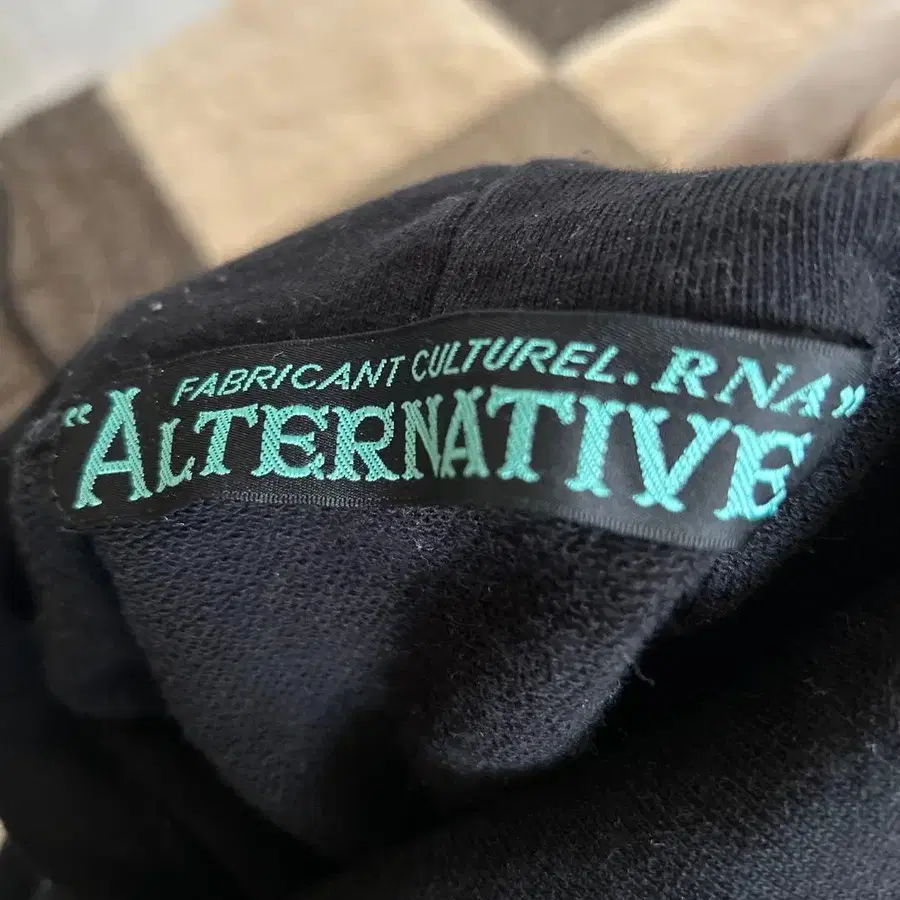 FABRICANT CULTUREL. RNA
"ALTERNATIVE"